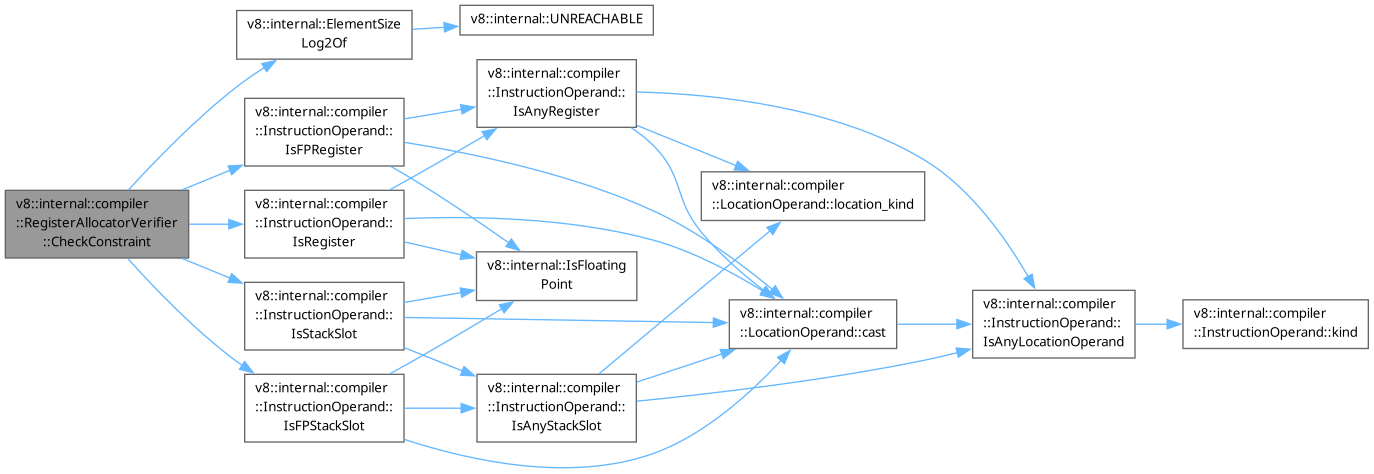 v8::internal::compiler
::RegisterAllocatorVerifier
::CheckConstraint
v8::internal::ElementSize
Log2Of
v8::internal::UNREACHABLE
v8::internal::compiler
::InstructionOperand::
IsFPRegister
v8::internal::compiler
::InstructionOperand::
IsRegister
v8::internal::compiler
::InstructionOperand::
IsStackSlot
v8::internal::compiler
::InstructionOperand::
IsFPStackSlot
v8::internal::compiler
::InstructionOperand::
IsAnyRegister
v8::internal::IsFloating
Point
v8::internal::compiler
::InstructionOperand::
IsAnyStackSlot
v8::internal::compiler
::LocationOperand::location_kind
v8::internal::compiler
::LocationOperand::cast
v8::internal::compiler
::InstructionOperand::
IsAnyLocationOperand
v8::internal::compiler
::InstructionOperand::kind